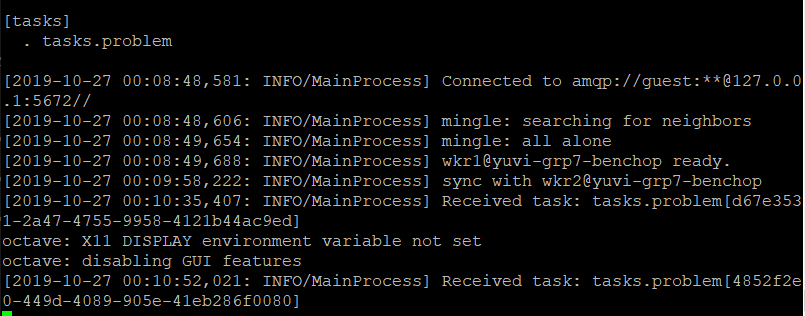 [tasks]
  . tasks.problem
[2019-10-27 00:08:48,581: INFO/MainProcess] Connected to amqp://guest:**@127.0.0
.1:5672//
[2019-10-27 00:08:48,606: INFO/MainProcess] mingle: searching for neighbors
[2019-10-27 00:08:49,654: INFO/MainProcess] mingle: all alone
[2019-10-27 00:08:49,688: INFO/MainProcess] wkr1@yuvi-grp7-benchop ready.
[2019-10-27 00:09:58,222: INFO/MainProcess] sync with wkr2@yuvi-grp7-benchop
[2019-10-27 00:10:35,407: INFO/MainProcess] Received task: tasks.problem[d67e353
1-2a47-4755-9958-4121b44ac9ed]
octave: X11 DISPLAY environment variable not set
octave: disabling GUI features
[2019-10-27 00:10:52,021: INFO/MainProcess] Received task: tasks.problem[4852f2e
0-449d-4089-905e-41eb286f0080]